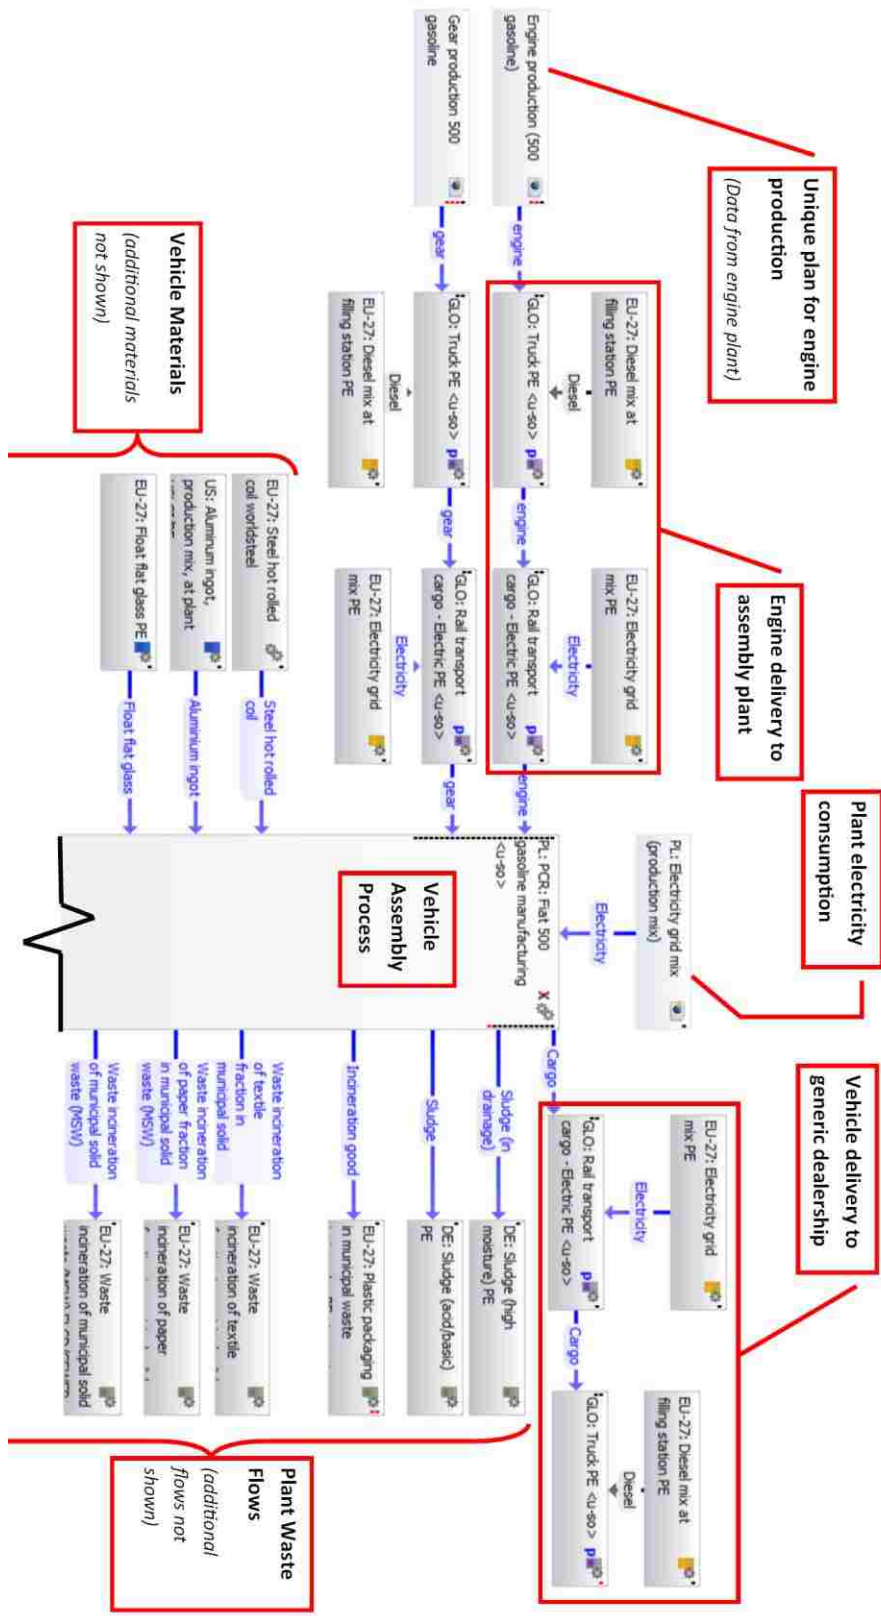 Unique plan for engine
production
(Data from engine plant)
Engine delivery to
assembly plant
Plant electricity
consumption
Vehicle delivery to
generic dealership
EU-27: Diesel mix at
filling station PE
Diesel
EU-27: Electricity grid
mix PE
Electricity
PL: Electricity grid mix
(production mix)
Electricity
EU-27: Electricity grid
mix PE
Electricity
EU-27: Diesel mix at
filling station PE
Diesel
Engine production (500
gasoline)
engine
GLO: Truck PE <u-so>
p
engine
GLO: Rail transport
cargo - Electric PE <u-so>
p
engine
Cargo
GLO: Rail transport
cargo - Electric PE <u-so>
p
Cargo
GLO: Truck PE <u-so>
p
Gear production 500
gasoline
gear
GLO: Truck PE <u-so>
p
gear
GLO: Rail transport
cargo - Electric PE <u-so>
p
gear
Diesel
EU-27: Diesel mix at
filling station PE
Electricity
EU-27: Electricity grid
mix PE
PL: PCR: Fiat 500
gasoline manufacturing
<u-so>
X
Vehicle
Assembly
Process
Vehicle Materials
(additional materials
not shown)
EU-27: Steel hot rolled
coil worldsteel
Steel hot rolled
coil
US: Aluminum ingot,
production mix, at plant
Aluminium ingot
EU-27: Float flat glass PE
Float flat glass
Sludge (in
drainage)
DE: Sludge (high
moisture) PE
Sludge
DE: Sludge (acid/basic)
PE
Incineration good
EU-27: Plastic packaging
in municipal waste
Waste incineration
of textile
fraction in
municipal solid
EU-27: Waste
incineration of textile
Waste incineration
of paper fraction
in municipal solid
waste (MSW)
EU-27: Waste
incineration of paper
Waste incineration
of municipal solid
waste (MSW)
EU-27: Waste
incineration of municipal solid
Plant Waste
Flows
(additional
flows not
shown)